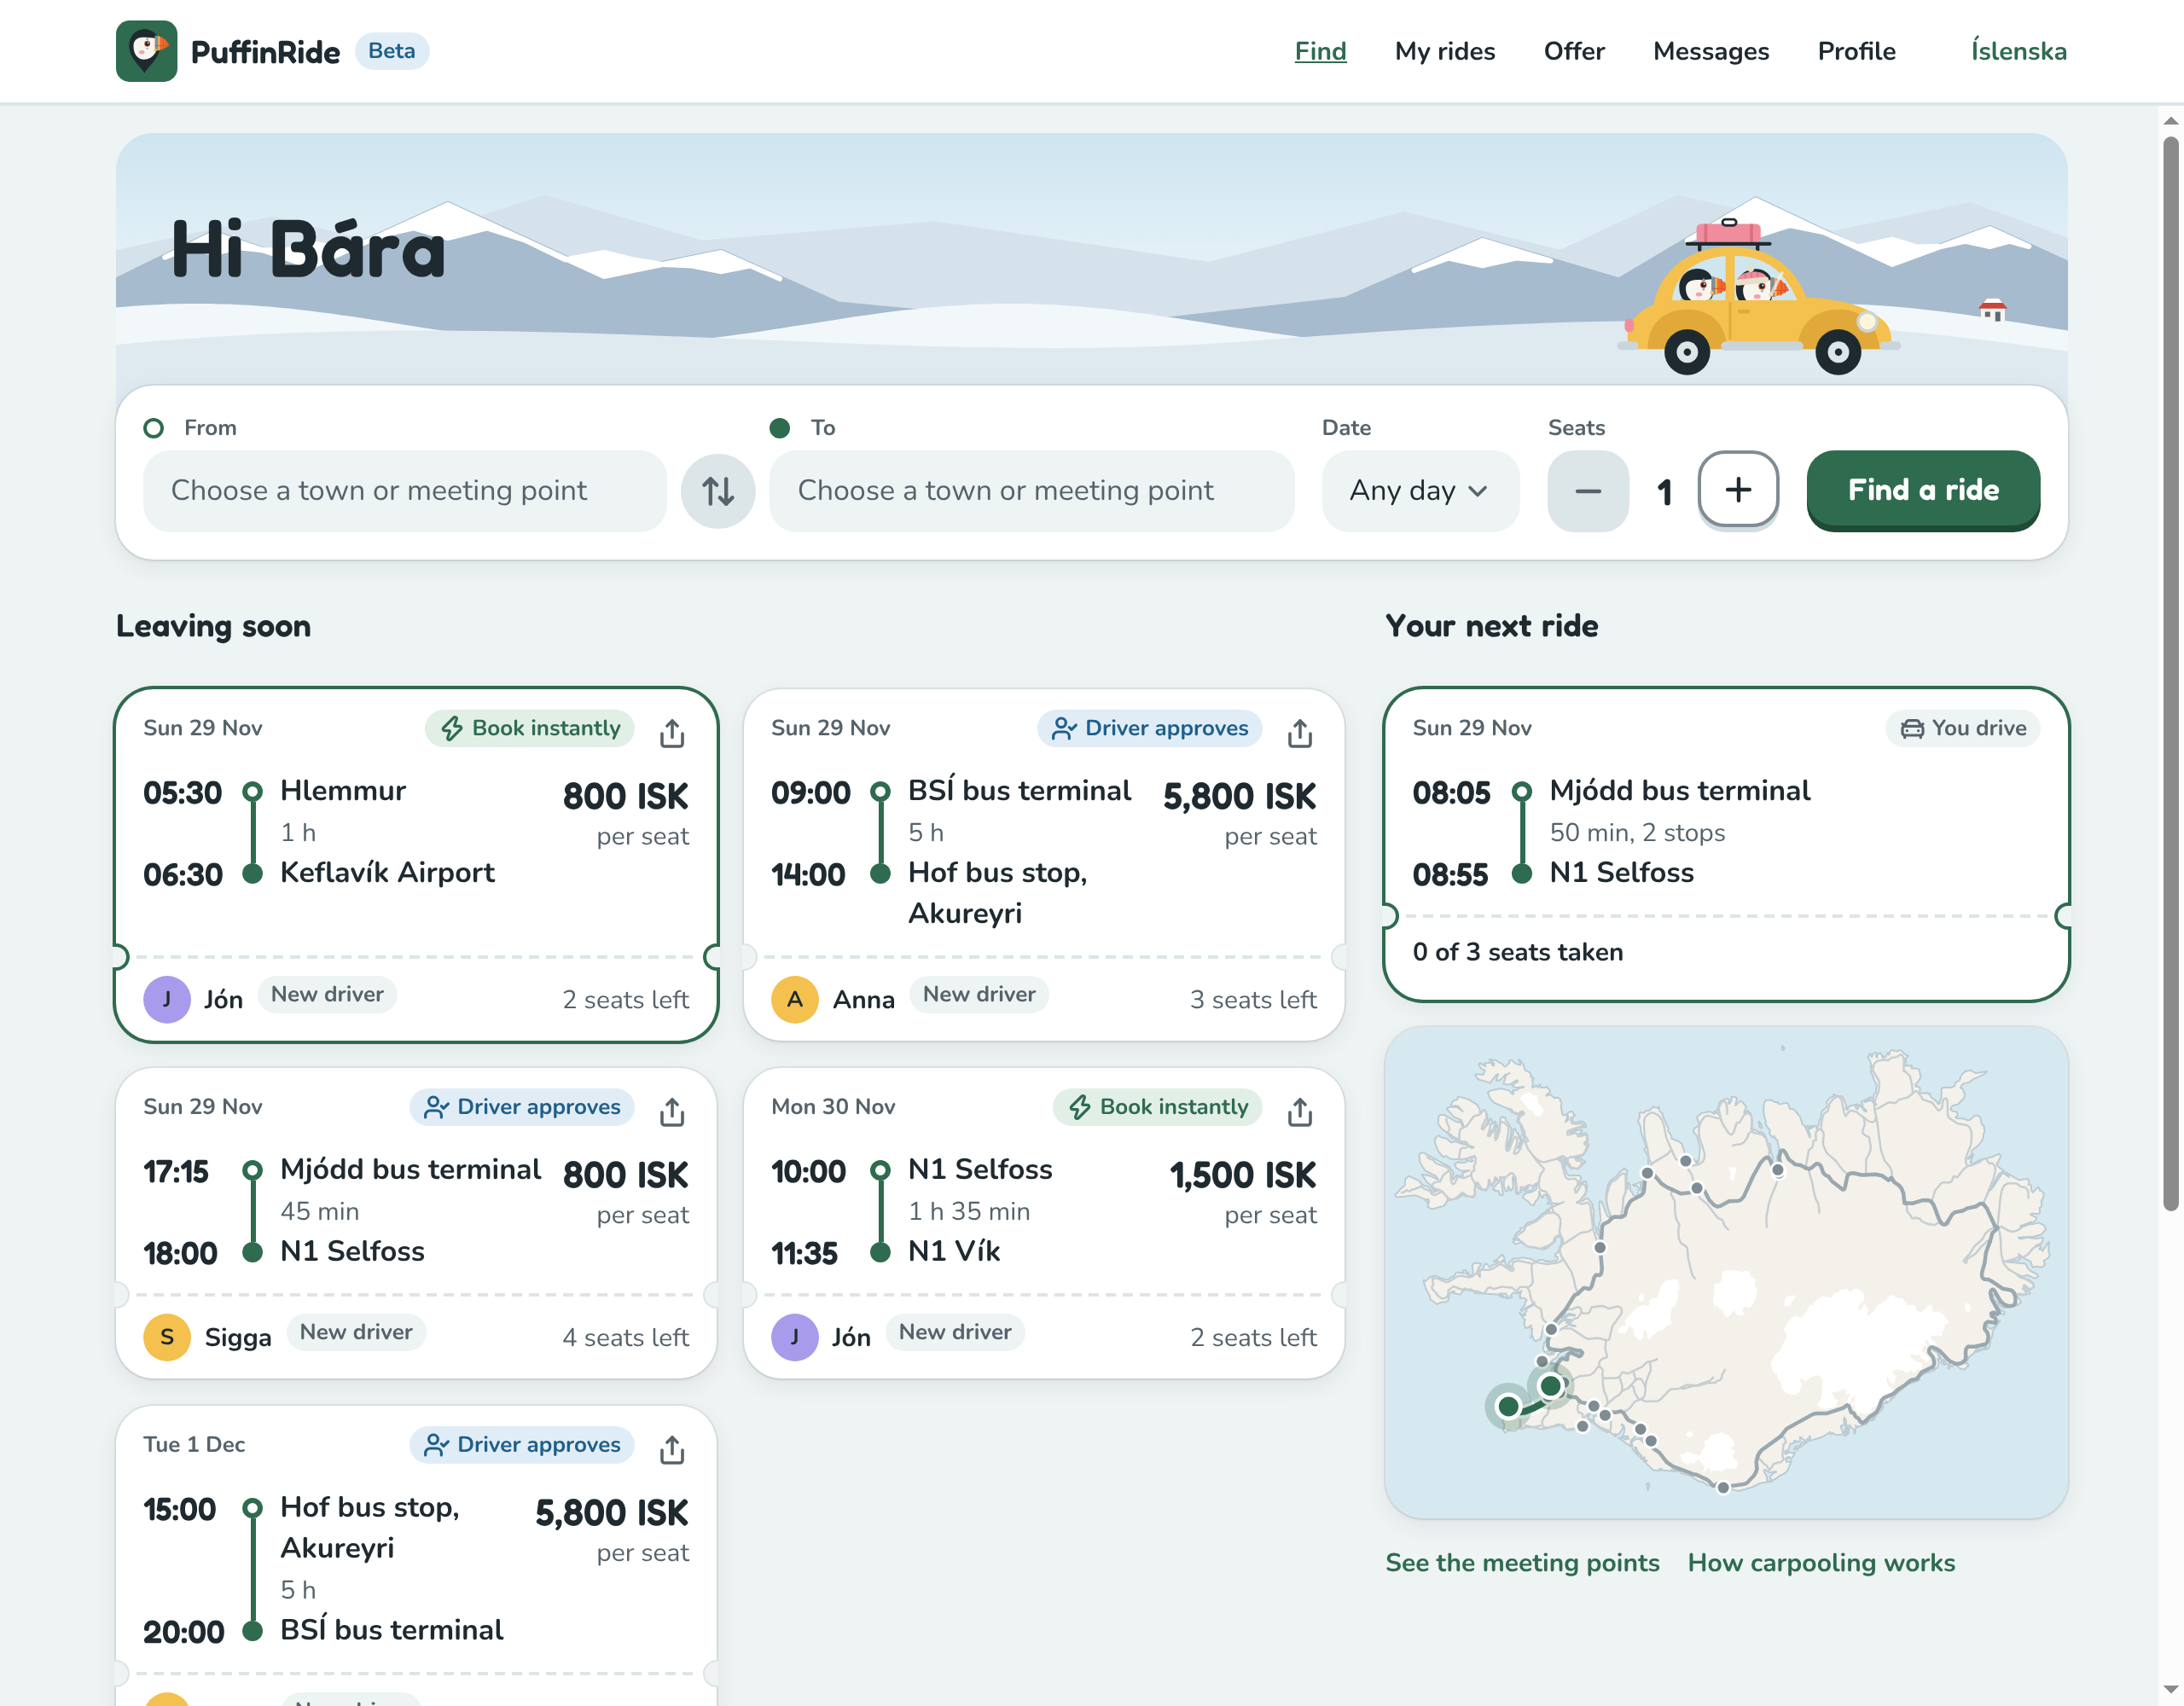 PuffinRide Beta
Find My rides Offer Messages Profile Íslenska
Hi Bára
From
To
Date
Seats
Choose a town or meeting point
Choose a town or meeting point
Any day
1
Find a ride
Leaving soon
Sun 29 Nov Book instantly
05:30 Hlemmur 800 ISK
1 h per seat
06:30 Keflavík Airport
J Jón New driver 2 seats left
Sun 29 Nov Driver approves
09:00 BSÍ bus terminal 5,800 ISK
5 h per seat
14:00 Hof bus stop,
Akureyri
A Anna New driver 3 seats left
Sun 29 Nov Driver approves
17:15 Mjódd bus terminal 800 ISK
45 min per seat
18:00 N1 Selfoss
S Sigga New driver 4 seats left
Mon 30 Nov Book instantly
10:00 N1 Selfoss 1,500 ISK
1 h 35 min per seat
11:35 N1 Vík
J Jón New driver 2 seats left
Tue 1 Dec Driver approves
15:00 Hof bus stop, 5,800 ISK
Akureyri per seat
5 h
20:00 BSÍ bus terminal
Your next ride
Sun 29 Nov You drive
08:05 Mjódd bus terminal
50 min, 2 stops
08:55 N1 Selfoss
0 of 3 seats taken
See the meeting points How carpooling works